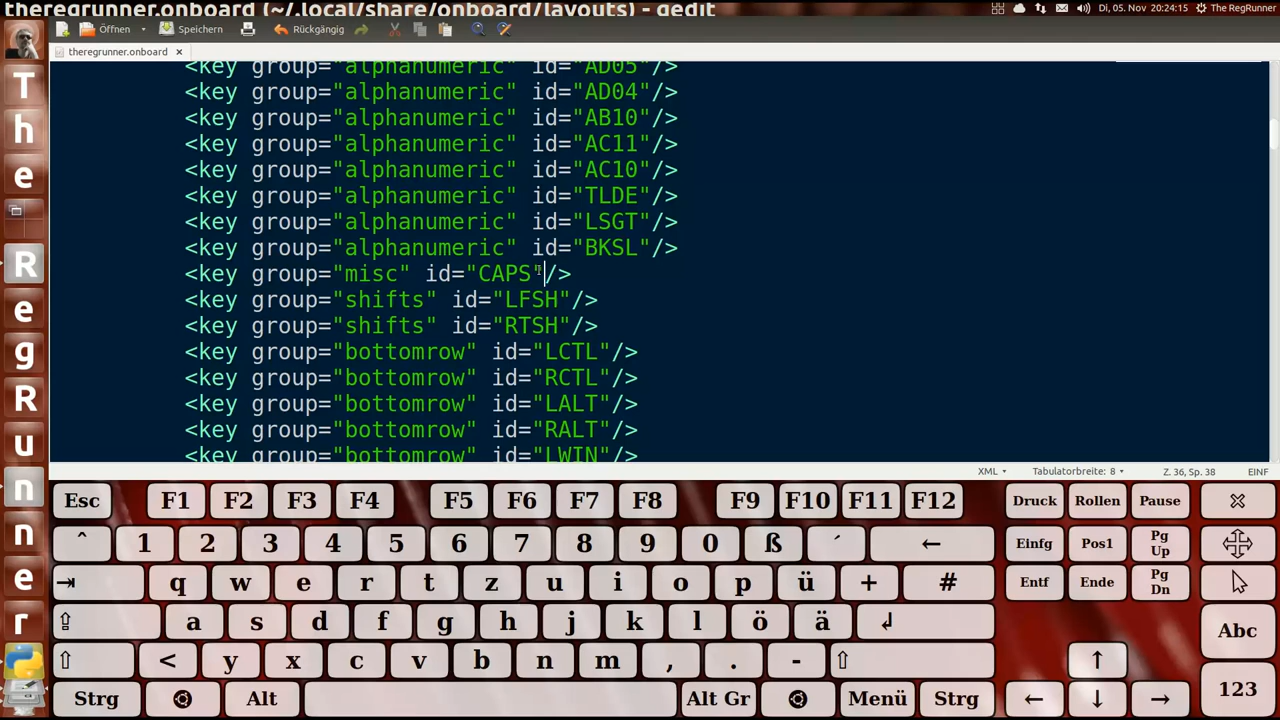 theregrunner.onboard (~/.local/share/onboard/layouts) - gedit
Di, 05. Nov 20:24:15 The RegRunner
Öffnen Speichern Rückgängig
theregrunner.onboard ×
<key group="alphanumeric" id="AD05"/>
<key group="alphanumeric" id="AD04"/>
<key group="alphanumeric" id="AB10"/>
<key group="alphanumeric" id="AC11"/>
<key group="alphanumeric" id="AC10"/>
<key group="alphanumeric" id="TLDE"/>
<key group="alphanumeric" id="LSGT"/>
<key group="alphanumeric" id="BKSL"/>
<key group="misc" id="CAPS"/>
<key group="shifts" id="LFSH"/>
<key group="shifts" id="RTSH"/>
<key group="bottomrow" id="LCTL"/>
<key group="bottomrow" id="RCTL"/>
<key group="bottomrow" id="LALT"/>
<key group="bottomrow" id="RALT"/>
<key group="bottomrow" id="LWIN"/>
XML Tabulatorbreite: 8 Z. 36, Sp. 38 EINF
T
h
e
R
e
g
R
u
n
n
e
r
Esc F1 F2 F3 F4 F5 F6 F7 F8 F9 F10 F11 F12 Druck Rollen Pause
^ 1 2 3 4 5 6 7 8 9 0 ß ´ ← Einfg Pos1 Pg Up
⇥ q w e r t z u i o p ü + # Entf Ende Pg Dn
⇪ a s d f g h j k l ö ä ↲ Abc
⇧ < y x c v b n m , . - ⇧ ↑
Strg Alt Alt Gr Menü Strg ← ↓ → 123